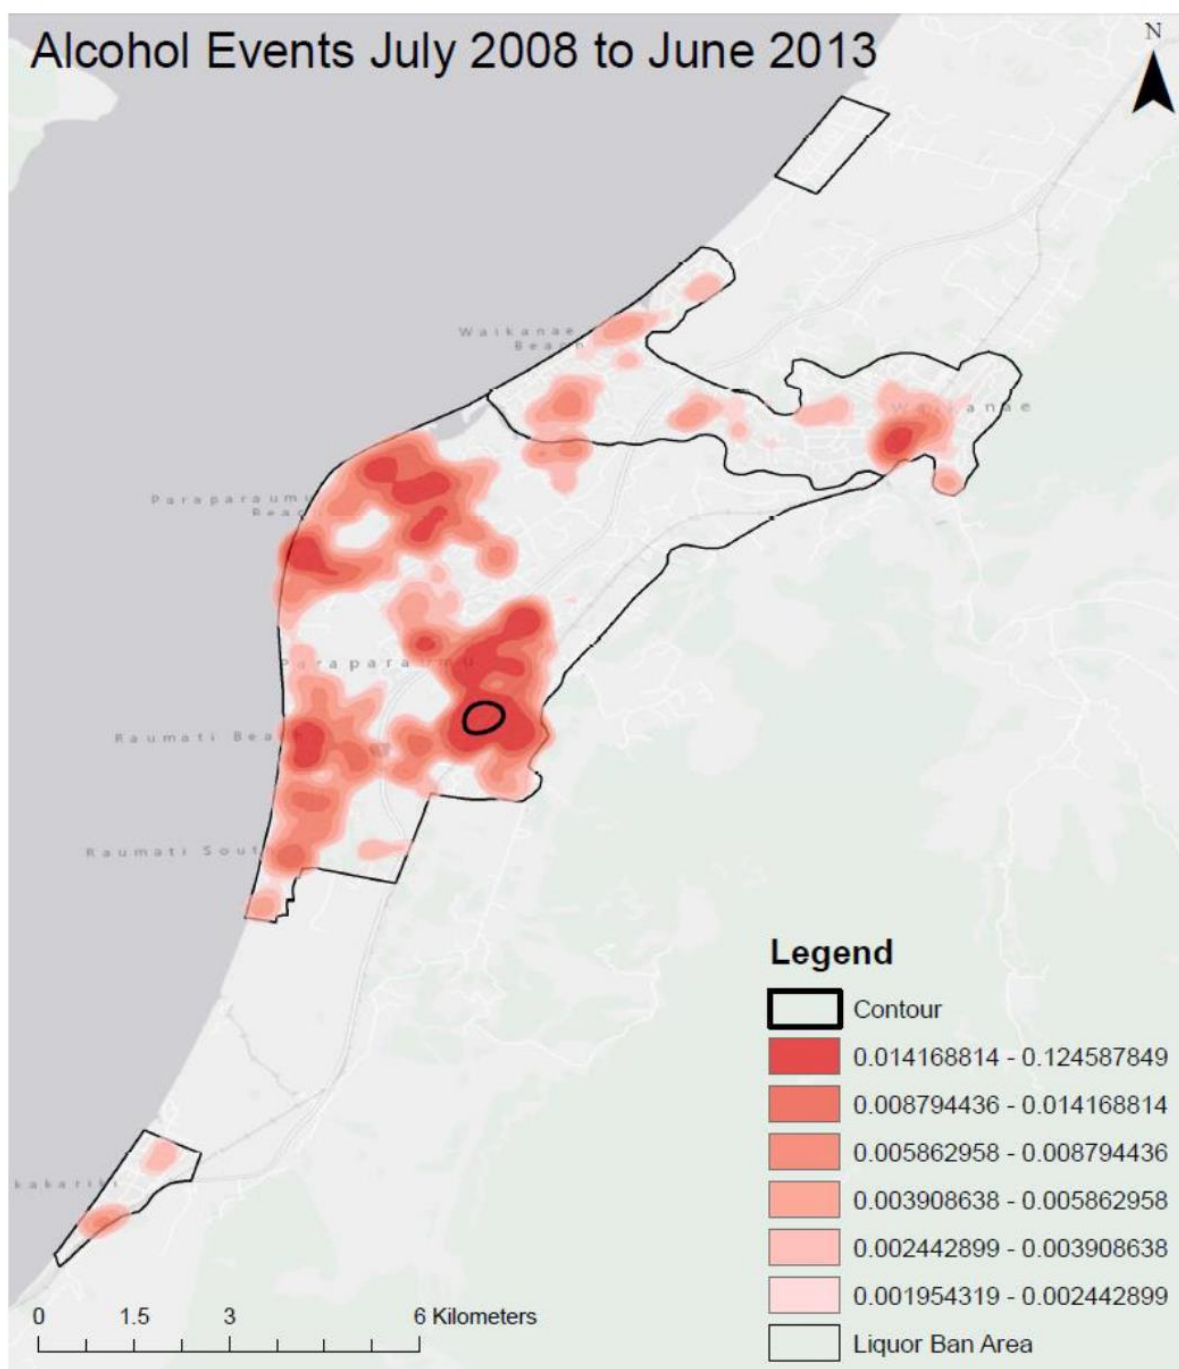 Alcohol Events July 2008 to June 2013
N
Waikanae
Beach
Waikanae
Paraparaumu
Beach
Paraparaumu
Raumati Beach
Raumati South
kakariki
Legend
Contour
0.014168814 - 0.124587849
0.008794436 - 0.014168814
0.005862958 - 0.008794436
0.003908638 - 0.005862958
0.002442899 - 0.003908638
0.001954319 - 0.002442899
Liquor Ban Area
0 1.5 3 6 Kilometers